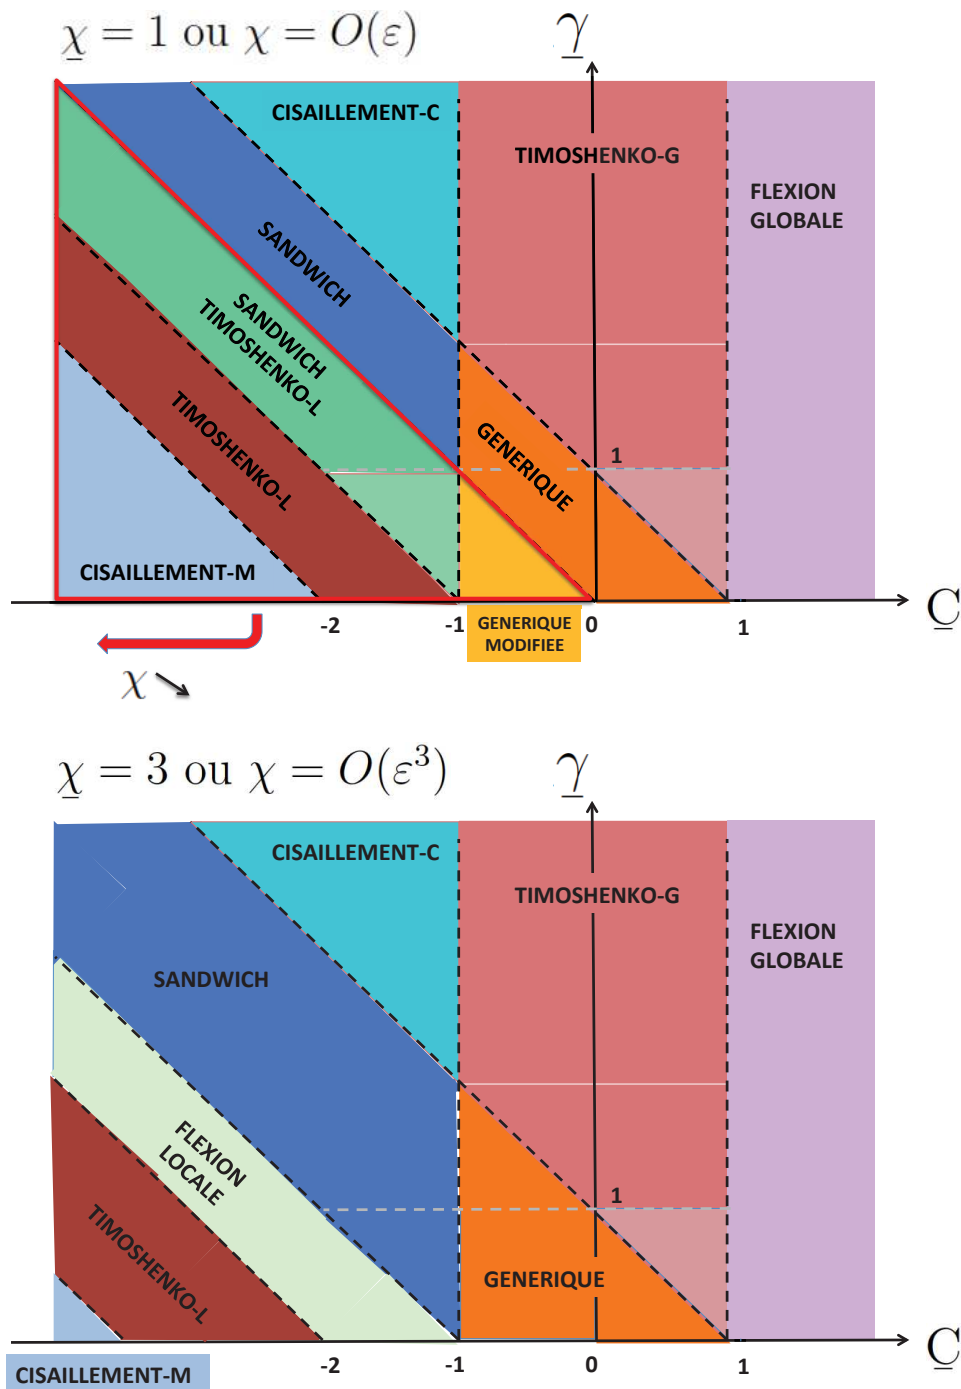 χ = 1 ou χ = O(ε)
γ
CISAILLEMENT-C
TIMOSHENKO-G
FLEXION
GLOBALE
SANDWICH
SANDWICH
TIMOSHENKO-L
TIMOSHENKO-L
GENERIQUE
1
CISAILLEMENT-M
-2
-1
GENERIQUE
MODIFIEE
0
1
C
χ
χ = 3 ou χ = O(ε³)
γ
CISAILLEMENT-C
TIMOSHENKO-G
FLEXION
GLOBALE
SANDWICH
FLEXION
LOCALE
TIMOSHENKO-L
1
GENERIQUE
-2
-1
0
1
C
CISAILLEMENT-M